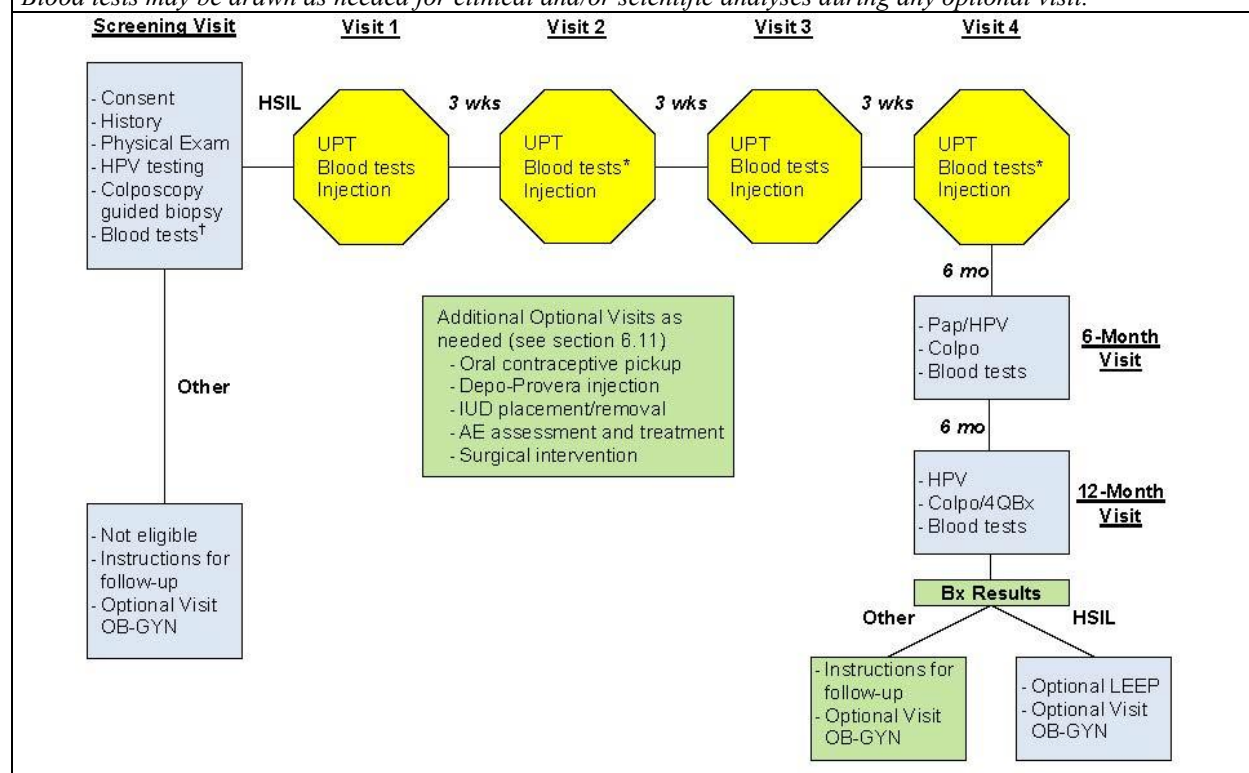 Blood tests may be drawn as needed for clinical and/or scientific analyses during any optional visit.
Screening Visit
Visit 1
Visit 2
Visit 3
Visit 4
- Consent
- History
- Physical Exam
- HPV testing
- Colposcopy
guided biopsy
- Blood tests†
HSIL
UPT
Blood tests
Injection
3 wks
UPT
Blood tests*
Injection
3 wks
UPT
Blood tests
Injection
3 wks
UPT
Blood tests*
Injection
6 mo
- Pap/HPV
- Colpo
- Blood tests
6-Month
Visit
6 mo
- HPV
- Colpo/4QBx
- Blood tests
12-Month
Visit
Bx Results
Other
HSIL
- Instructions for
follow-up
- Optional Visit
OB-GYN
- Optional LEEP
- Optional Visit
OB-GYN
Additional Optional Visits as
needed (see section 6.11)
- Oral contraceptive pickup
- Depo-Provera injection
- IUD placement/removal
- AE assessment and treatment
- Surgical intervention
Other
- Not eligible
- Instructions for
follow-up
- Optional Visit
OB-GYN